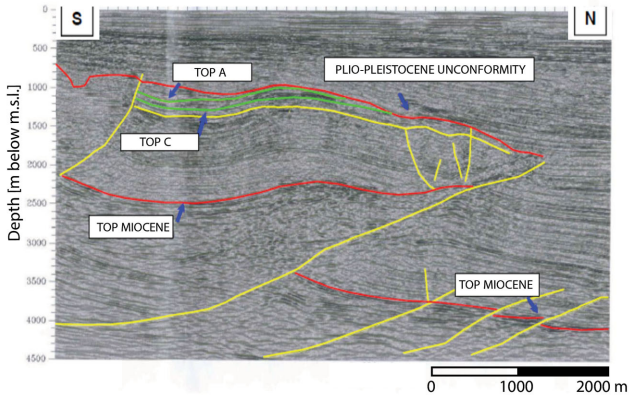 S
N
0
500
1000
1500
2000
2500
3000
3500
4000
4500
Depth [m below m.s.l.]
TOP A
PLIO-PLEISTOCENE UNCONFORMITY
TOP C
TOP MIOCENE
TOP MIOCENE
0 1000 2000 m